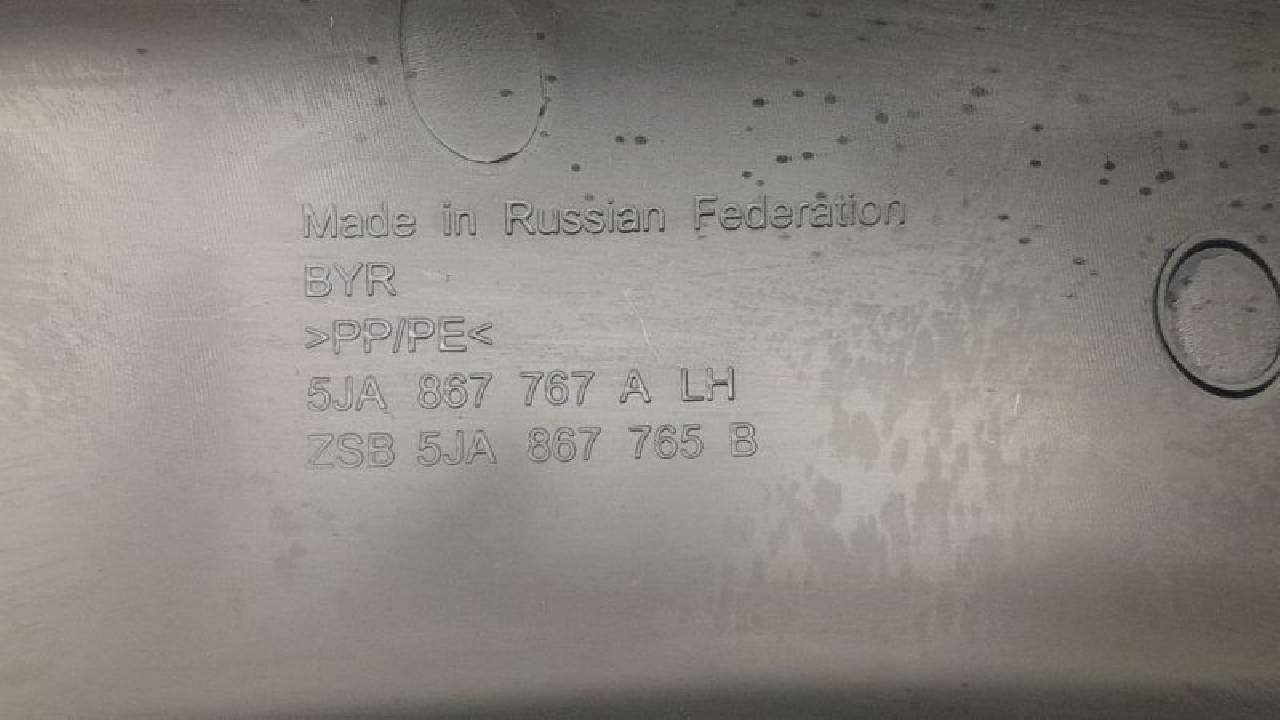 Made in Russian Federation
BYR
>PP/PE<
5JA 867 767 A LH
ZSB 5JA 867 765 B